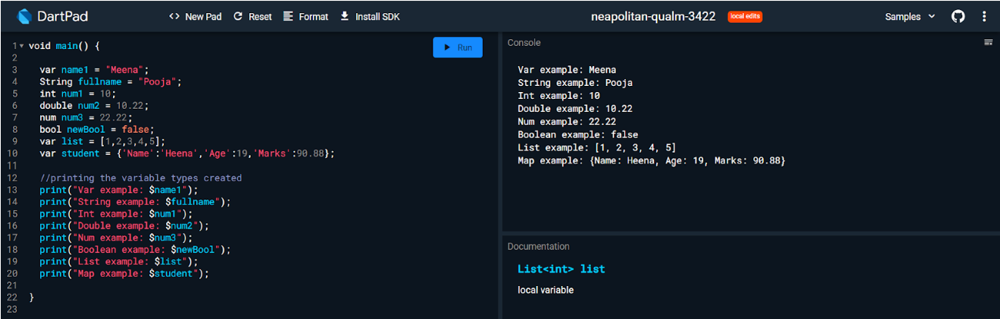 DartPad <> New Pad Reset Format Install SDK neapolitan-qualm-3422 local edits Samples
1 void main() {
Run
2
3 var name1 = "Meena";
4 String fullname = "Pooja";
5 int num1 = 10;
6 double num2 = 10.22;
7 num num3 = 22.22;
8 bool newBool = false;
9 var list = [1,2,3,4,5];
10 var student = {'Name':'Heena','Age':19,'Marks':90.88};
11
12 //printing the variable types created
13 print("Var example: $name1");
14 print("String example: $fullname");
15 print("Int example: $num1");
16 print("Double example: $num2");
17 print("Num example: $num3");
18 print("Boolean example: $newBool");
19 print("List example: $list");
20 print("Map example: $student");
21
22 }
23
Console
Var example: Meena
String example: Pooja
Int example: 10
Double example: 10.22
Num example: 22.22
Boolean example: false
List example: [1, 2, 3, 4, 5]
Map example: {Name: Heena, Age: 19, Marks: 90.88}
Documentation
List<int> list
local variable